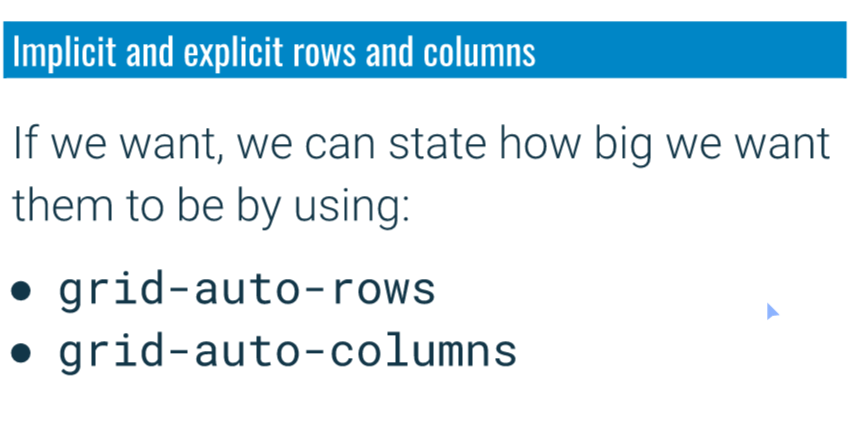 Implicit and explicit rows and columns
If we want, we can state how big we want
them to be by using:
● grid-auto-rows
● grid-auto-columns